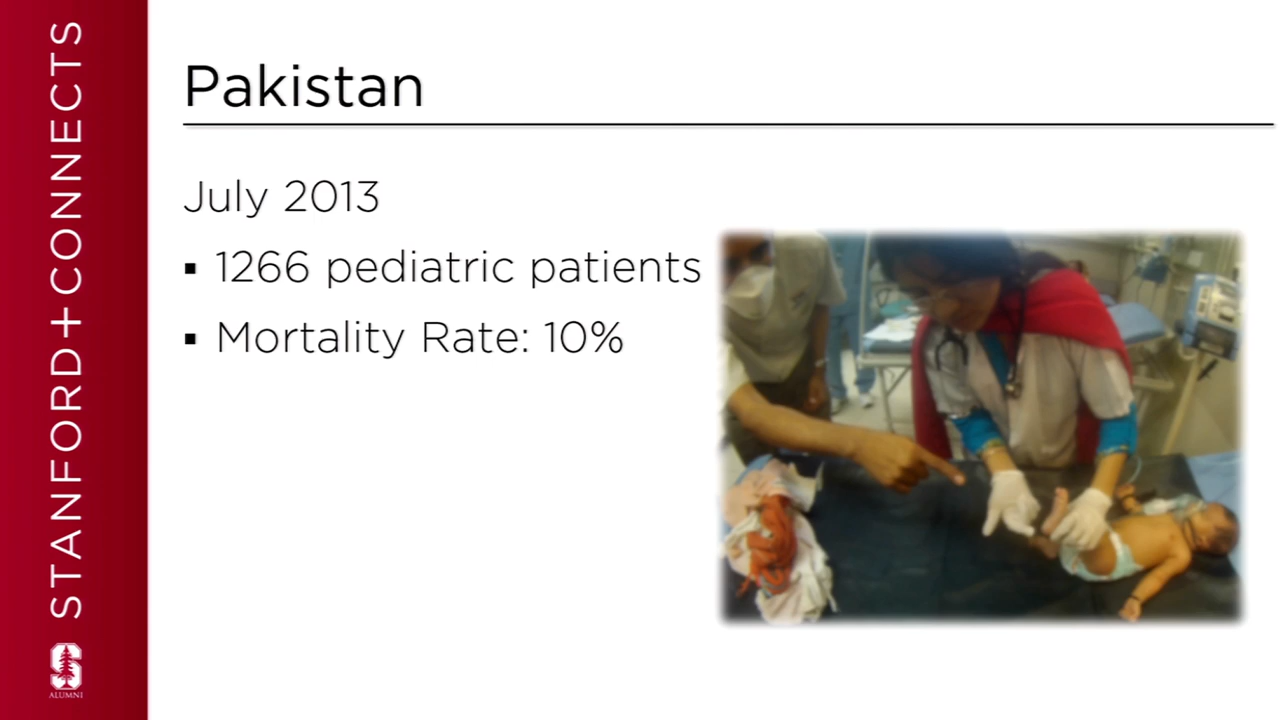 STANFORD+CONNECTS
ALUMNI
Pakistan
July 2013
▪ 1266 pediatric patients
▪ Mortality Rate: 10%